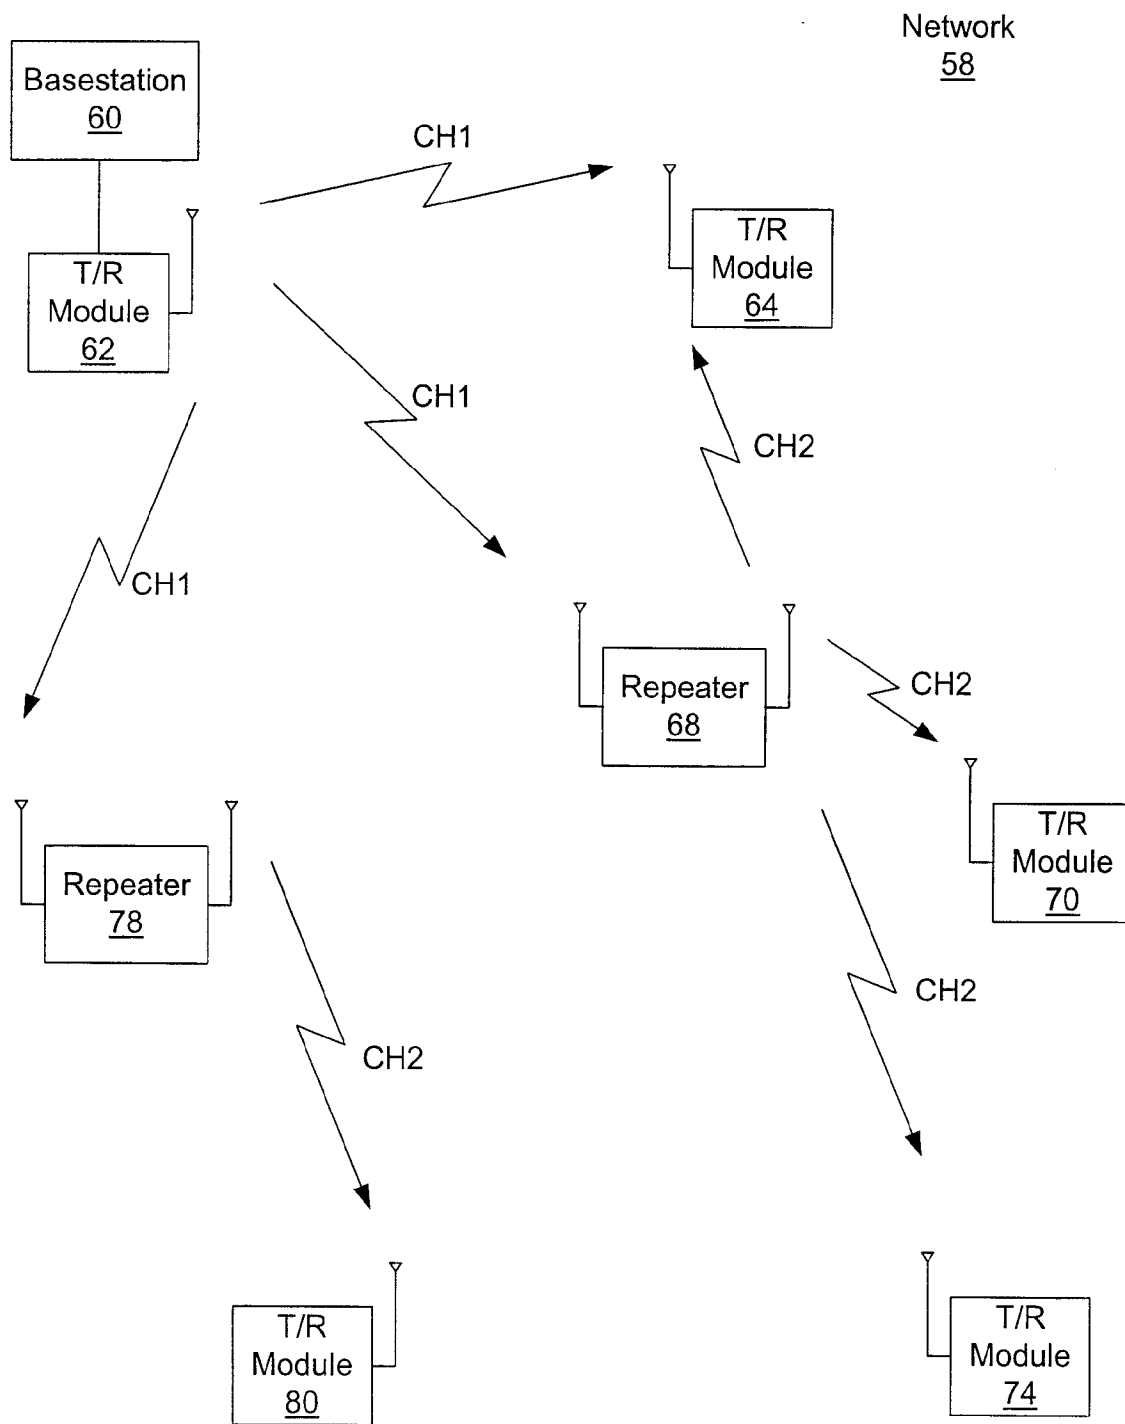 Network
58
Basestation
60
CH1
T/R
Module
62
T/R
Module
64
CH1
CH2
CH1
Repeater
68
CH2
T/R
Module
70
Repeater
78
CH2
CH2
T/R
Module
80
T/R
Module
74